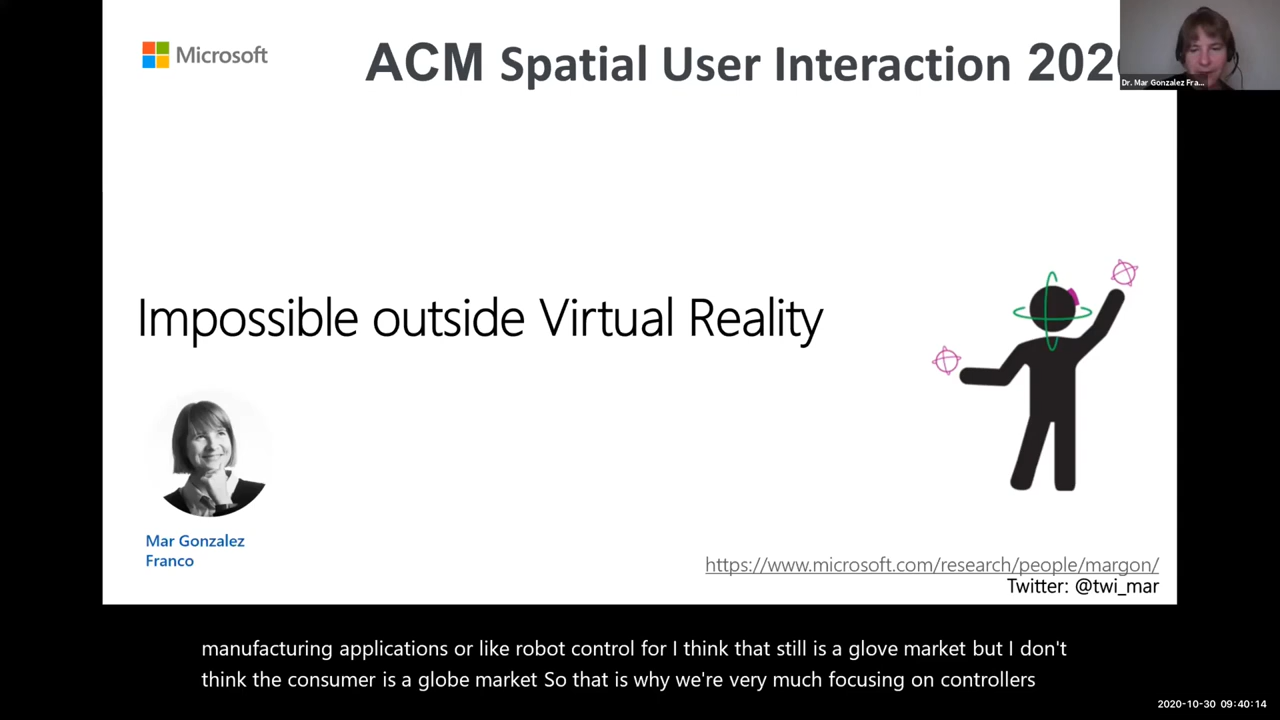 Microsoft
ACM Spatial User Interaction 202
Dr. Mar Gonzalez Fra...
Impossible outside Virtual Reality
Mar Gonzalez
Franco
https://www.microsoft.com/research/people/margon/
Twitter: @twi_mar
manufacturing applications or like robot control for I think that still is a glove market but I don't
think the consumer is a globe market So that is why we're very much focusing on controllers
2020-10-30 09:40:14